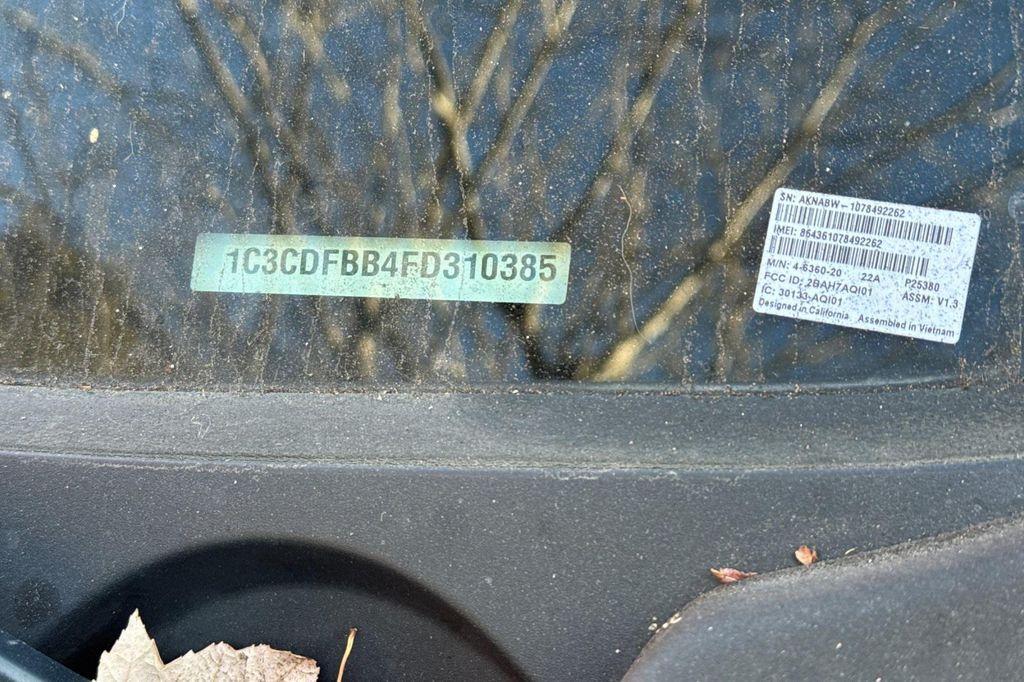 1C3CDFBB4FD310385
SN: AKNABW-1078492262
IMEI: 864361078492262
M/N: 4-6360-20 22A P25380
FCC ID: 2BAH7AQI01
IC: 30133-AQI01 ASSM: V1.3
Designed in California Assembled in Vietnam